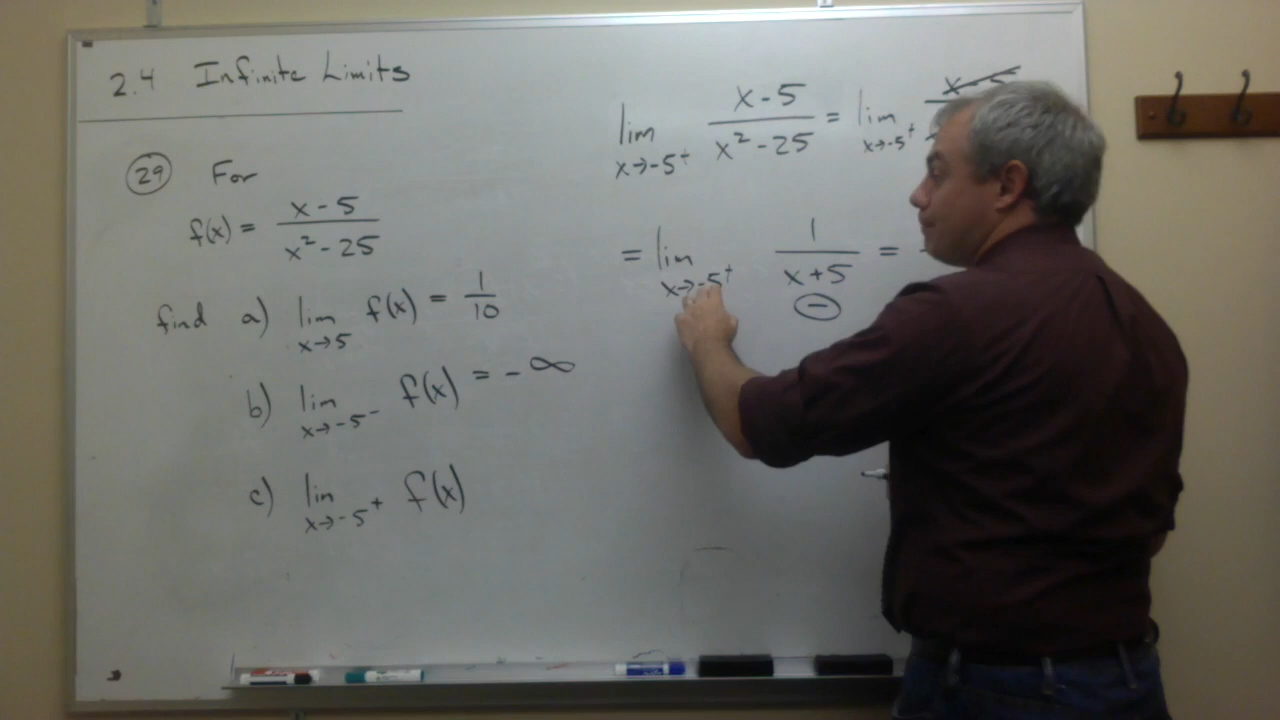 2.4 Infinite Limits
29 For
f(x) = x - 5 / x² - 25
find a) lim x→5 f(x) = 1/10
b) lim x→-5⁻ f(x) = -∞
c) lim x→-5⁺ f(x)
lim x→-5⁺ x-5 / x²-25 = lim x→-5⁺ x-5
= lim x→-5⁺ 1 / x+5 = -
−